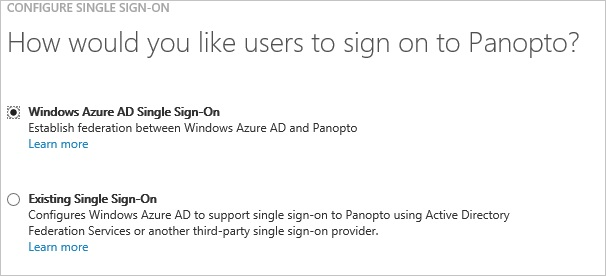 CONFIGURE SINGLE SIGN-ON
How would you like users to sign on to Panopto?
Windows Azure AD Single Sign-On
Establish federation between Windows Azure AD and Panopto
Learn more
Existing Single Sign-On
Configures Windows Azure AD to support single sign-on to Panopto using Active Directory
Federation Services or another third-party single sign-on provider.
Learn more